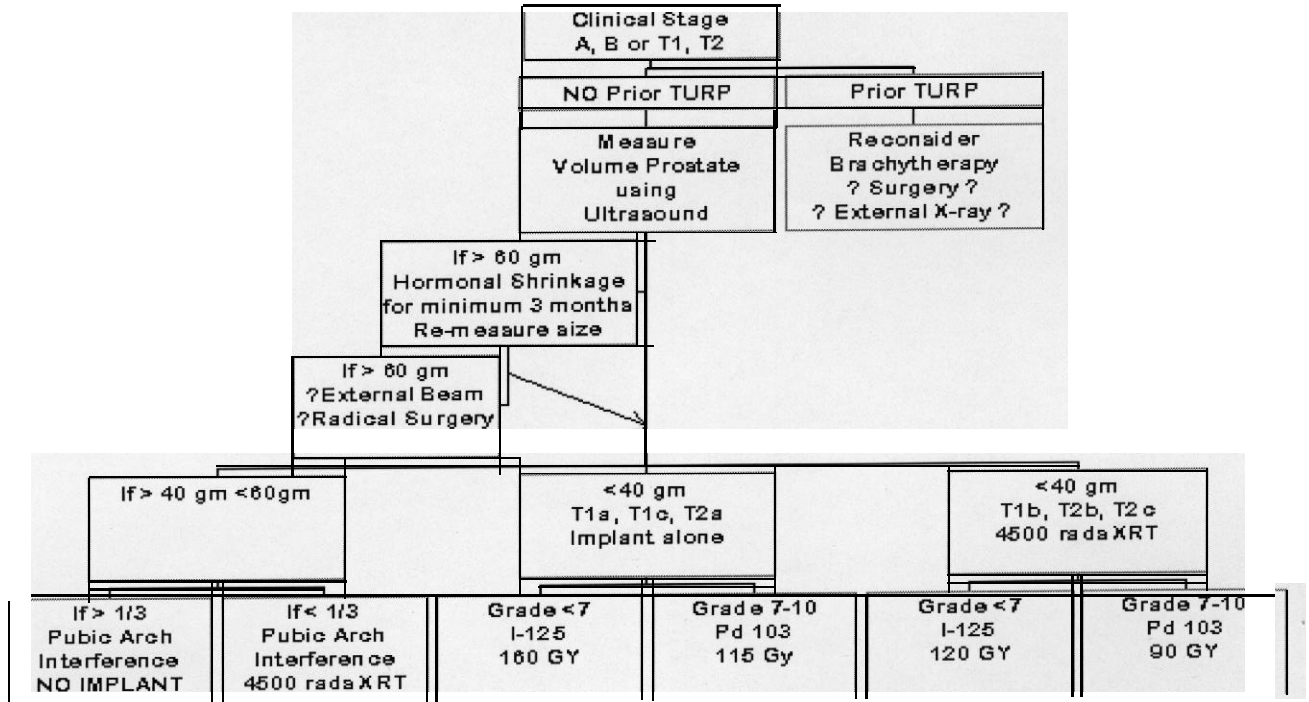 Clinical Stage
A, B or T1, T2
NO Prior TURP
Prior TURP
Measure
Volume Prostate
using
Ultrasound
Reconsider
Brachytherapy
? Surgery ?
? External X-ray ?
If > 60 gm
Hormonal Shrinkage
for minimum 3 months
Re-measure size
If > 60 gm
?External Beam
?Radical Surgery
If > 40 gm <60gm
<40 gm
T1a, T1c, T2a
Implant alone
<40 gm
T1b, T2b, T2c
4500 rads XRT
If > 1/3
Pubic Arch
Interference
NO IMPLANT
If < 1/3
Pubic Arch
Interference
4500 rads XRT
Grade <7
I-125
160 GY
Grade 7-10
Pd 103
115 Gy
Grade <7
I-125
120 GY
Grade 7-10
Pd 103
90 GY